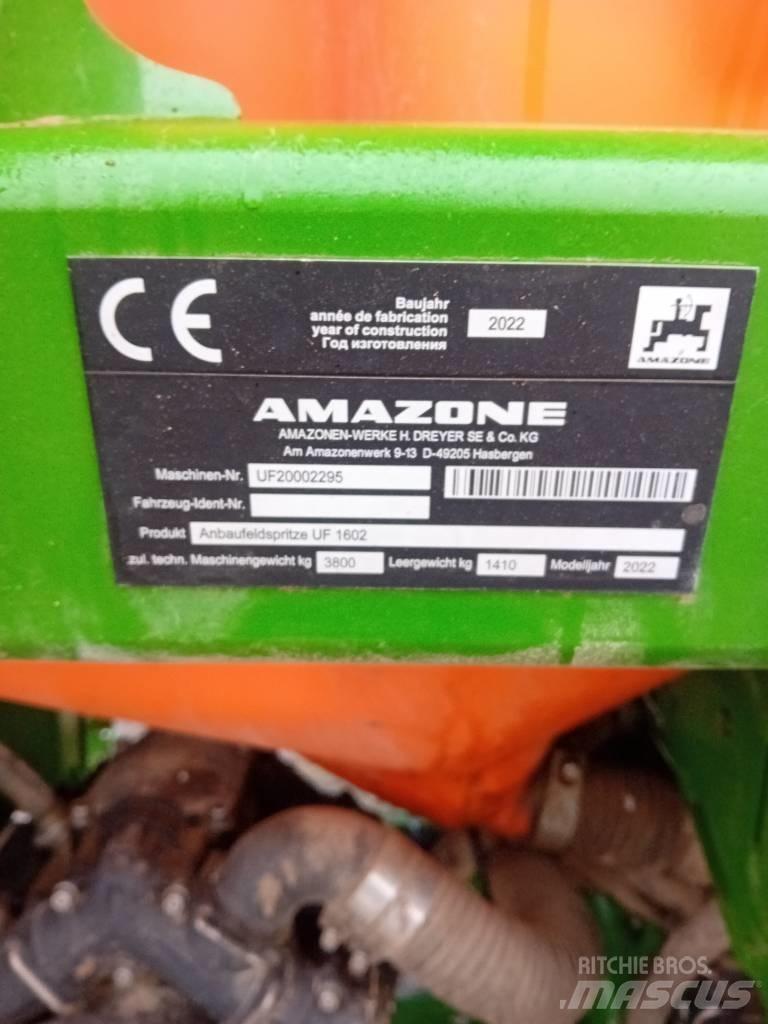 CE
Baujahr
année de fabrication
year of construction
Год изготовления
2022
AMAZONE
AMAZONE
AMAZONEN-WERKE H. DREYER SE & Co. KG
Am Amazonenwerk 9-13 D-49205 Hasbergen
Maschinen-Nr. UF20002295
Fahrzeug-Ident-Nr.
Produkt Anbaufeldspritze UF 1602
zul. techn. Maschinengewicht kg 3800 Leergewicht kg 1410 Modelljahr 2022
RITCHIE BROS.
MASCUS